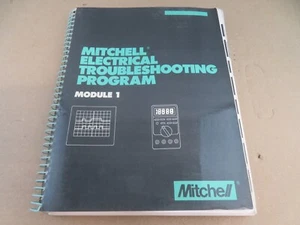 MITCHELL®
ELECTRICAL
TROUBLESHOOTING
PROGRAM
MODULE 1
Mitchell